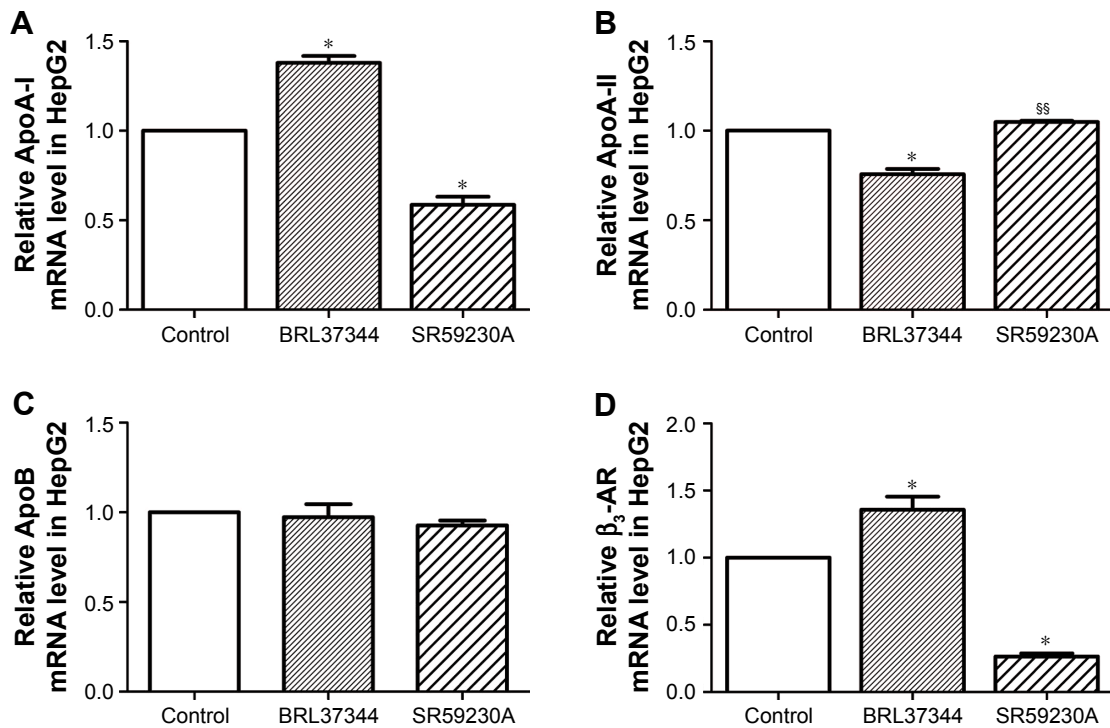 A
Relative ApoA-I
mRNA level in HepG2
1.5
1.0
0.5
0.0
*
*
Control
BRL37344
SR59230A
B
Relative ApoA-II
mRNA level in HepG2
1.5
1.0
0.5
0.0
*
§§
Control
BRL37344
SR59230A
C
Relative ApoB
mRNA level in HepG2
1.5
1.0
0.5
0.0
Control
BRL37344
SR59230A
D
Relative β₃-AR
mRNA level in HepG2
2.0
1.5
1.0
0.5
0.0
*
*
Control
BRL37344
SR59230A